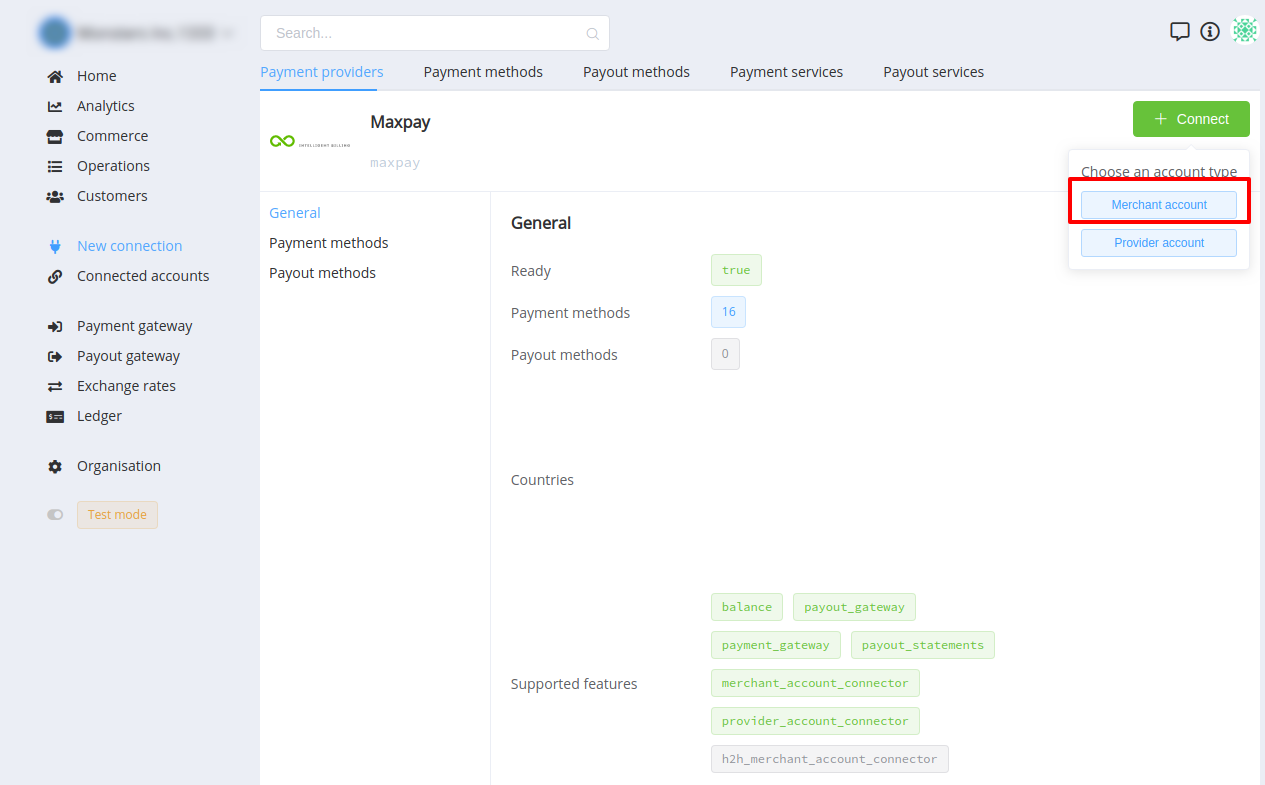 Search...
Home
Analytics
Commerce
Operations
Customers
New connection
Connected accounts
Payment gateway
Payout gateway
Exchange rates
Ledger
Organisation
Test mode
Payment providers Payment methods Payout methods Payment services Payout services
INTELLIGENT BILLING
Maxpay
maxpay
+ Connect
Choose an account type
Merchant account
Provider account
General
Payment methods
Payout methods
General
Ready true
Payment methods 16
Payout methods 0
Countries
Supported features
balance payout_gateway
payment_gateway payout_statements
merchant_account_connector
provider_account_connector
h2h_merchant_account_connector